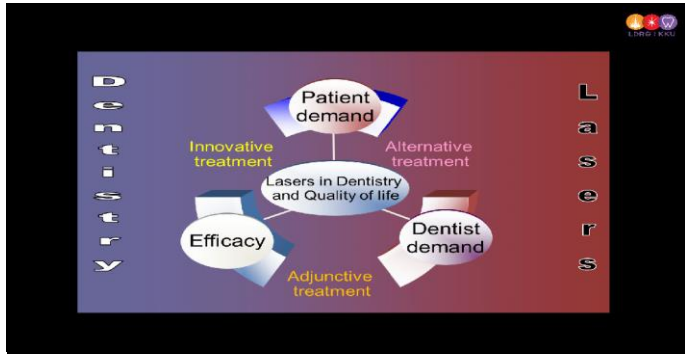 LDRG | KKU
Dentistry
Lasers
Patient
demand
Innovative
treatment
Alternative
treatment
Lasers in Dentistry
and Quality of life
Efficacy
Dentist
demand
Adjunctive
treatment